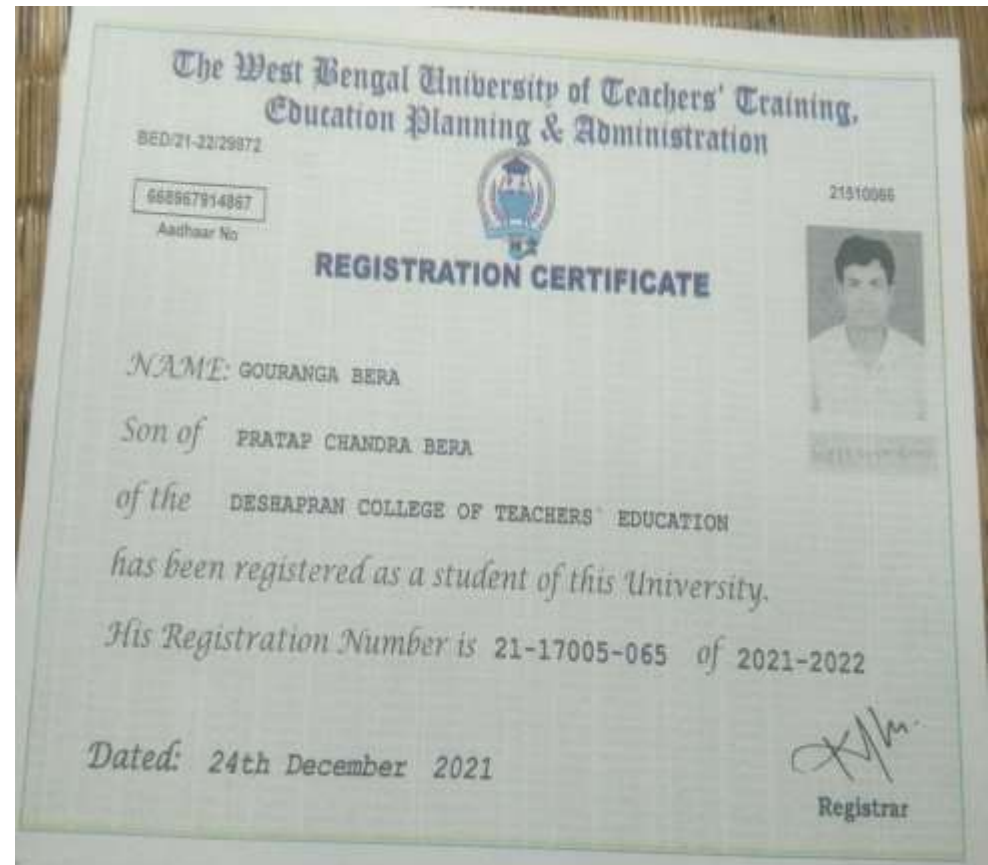 The West Bengal University of Teachers' Training,
Education Planning & Administration
BED/21-22/29872
21510066
668967914867
Aadhaar No
REGISTRATION CERTIFICATE
NAME: GOURANGA BERA
Son of PRATAP CHANDRA BERA
of the DESHAPRAN COLLEGE OF TEACHERS` EDUCATION
has been registered as a student of this University.
His Registration Number is 21-17005-065 of 2021-2022
Dated: 24th December 2021
Registrar